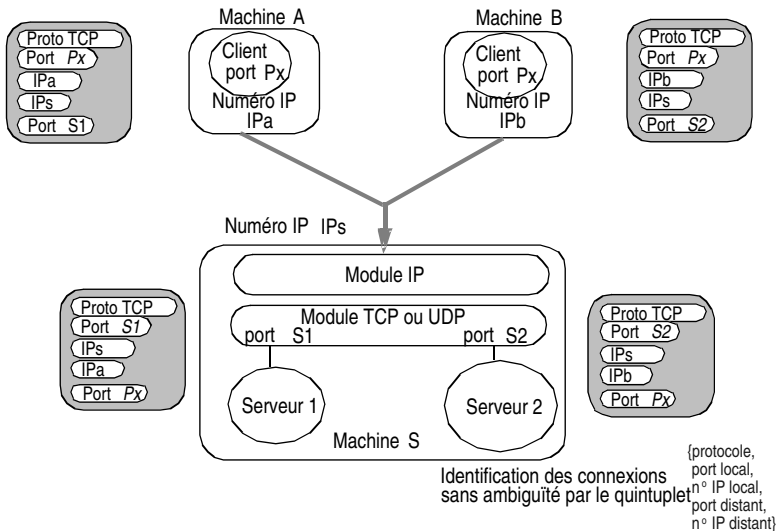 Machine A
Machine B
Proto TCP
Port Px
IPa
IPs
Port S1
Client
port Px
Numéro IP
IPa
Client
port Px
Numéro IP
IPb
Proto TCP
Port Px
IPb
IPs
Port S2
Numéro IP IPs
Module IP
Module TCP ou UDP
port S1
port S2
Serveur 1
Serveur 2
Machine S
Proto TCP
Port S1
IPs
IPa
Port Px
Proto TCP
Port S2
IPs
IPb
Port Px
Identification des connexions
sans ambiguïté par le quintuplet
{protocole,
port local,
n° IP local,
port distant,
n° IP distant}